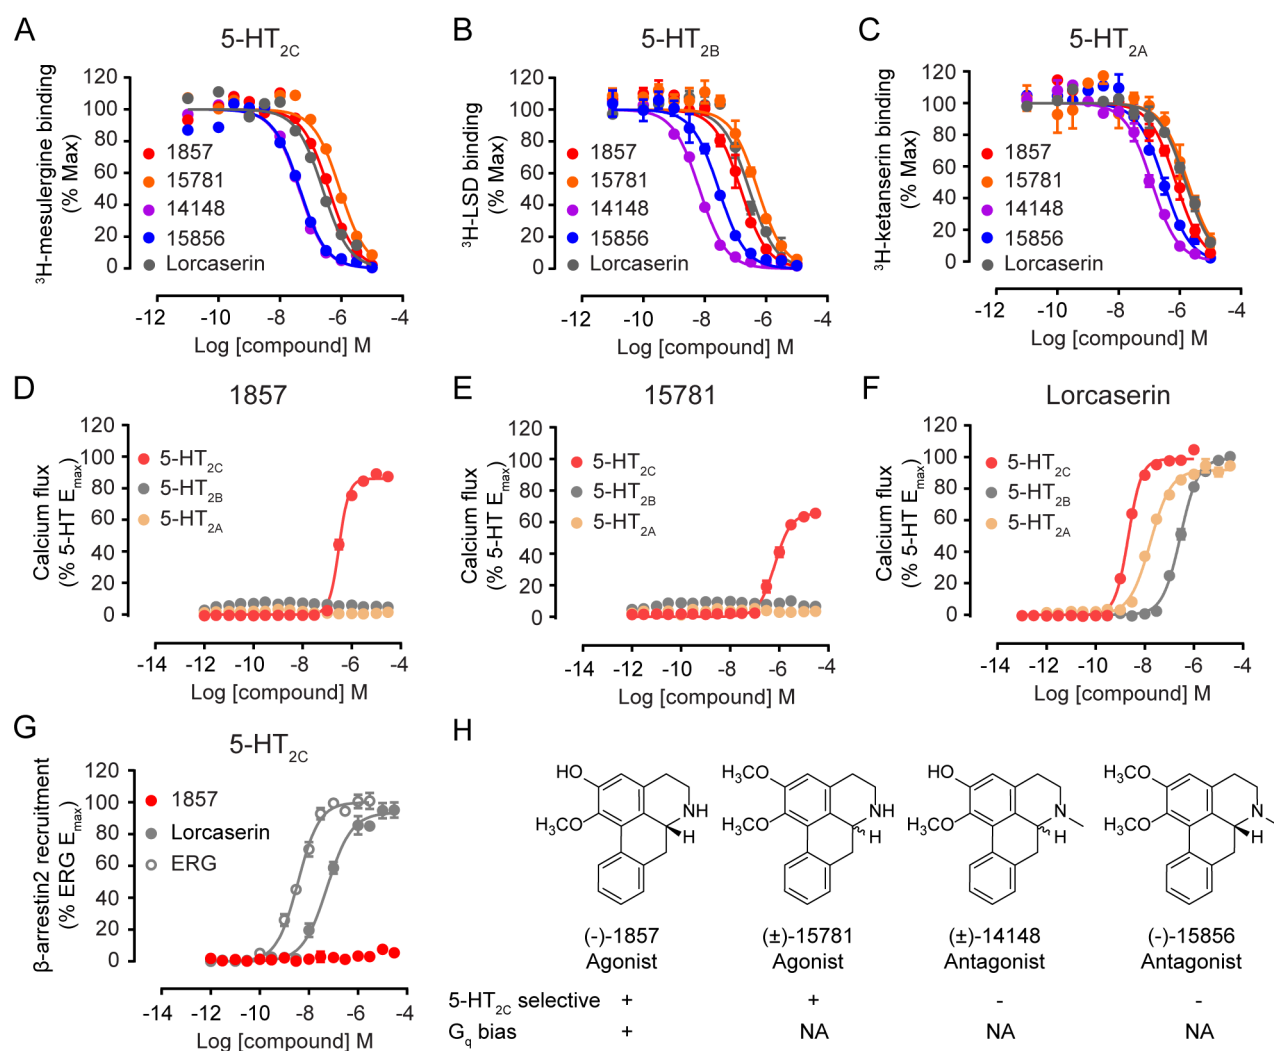 A
5-HT2C
3H-mesulergine binding
(% Max)
120
100
80
60
40
20
0
1857
15781
14148
15856
Lorcaserin
-12 -10 -8 -6 -4
Log [compound] M
B
5-HT2B
3H-LSD binding
(% Max)
120
100
80
60
40
20
0
1857
15781
14148
15856
Lorcaserin
-12 -10 -8 -6 -4
Log [compound] M
C
5-HT2A
3H-ketanserin binding
(% Max)
120
100
80
60
40
20
0
1857
15781
14148
15856
Lorcaserin
-12 -10 -8 -6 -4
Log [compound] M
D
1857
Calcium flux
(% 5-HT Emax)
120
100
80
60
40
20
0
5-HT2C
5-HT2B
5-HT2A
-14 -12 -10 -8 -6 -4
Log [compound] M
E
15781
Calcium flux
(% 5-HT Emax)
120
100
80
60
40
20
0
5-HT2C
5-HT2B
5-HT2A
-14 -12 -10 -8 -6 -4
Log [compound] M
F
Lorcaserin
Calcium flux
(% 5-HT Emax)
120
100
80
60
40
20
0
5-HT2C
5-HT2B
5-HT2A
-14 -12 -10 -8 -6 -4
Log [compound] M
G
5-HT2C
β-arrestin2 recruitment
(% ERG Emax)
120
100
80
60
40
20
0
1857
Lorcaserin
ERG
-14 -12 -10 -8 -6 -4
Log [compound] M
H
HO
H3CO
NH
H
(-)-1857
Agonist
H3CO
H3CO
NH
H
(±)-15781
Agonist
HO
H3CO
N
H
(±)-14148
Antagonist
H3CO
H3CO
N
H
(-)-15856
Antagonist
5-HT2C selective + + - -
Gq bias + NA NA NA